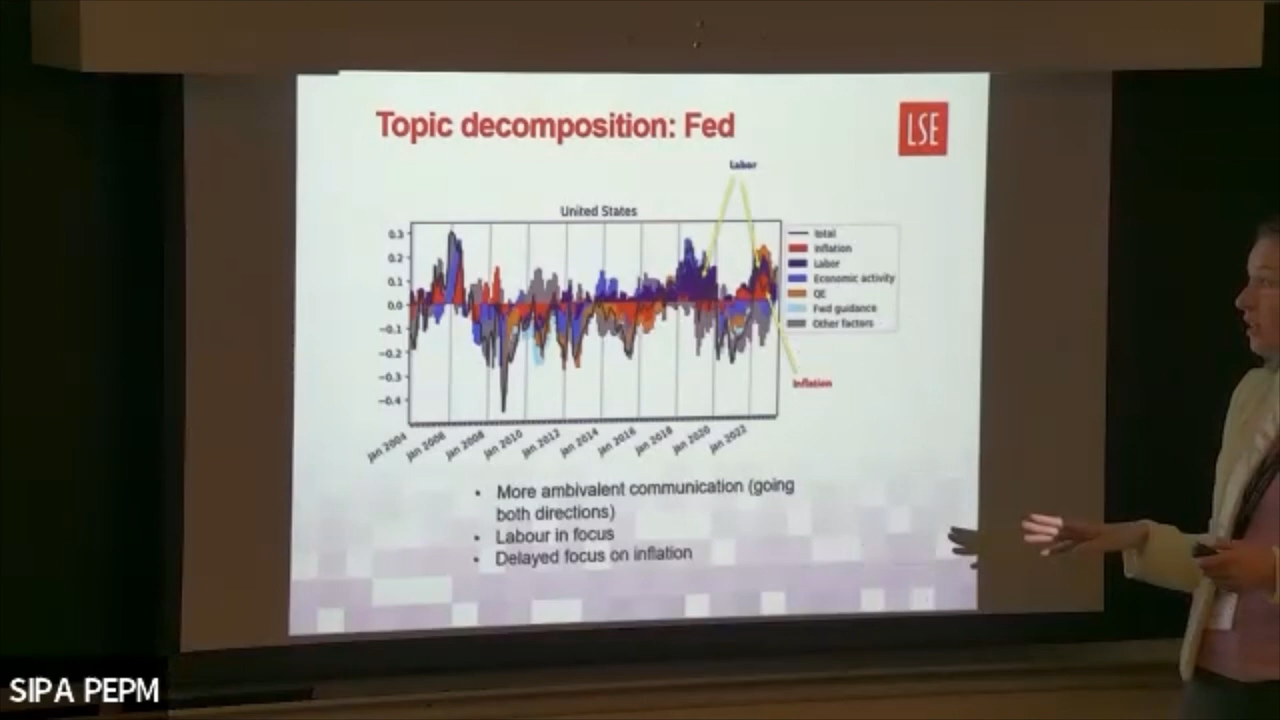 Topic decomposition: Fed
LSE
Labor
United States
0.3
0.2
0.1
0.0
−0.1
−0.2
−0.3
−0.4
Jan 2004
Jan 2006
Jan 2008
Jan 2010
Jan 2012
Jan 2014
Jan 2016
Jan 2018
Jan 2020
Jan 2022
total
Inflation
Labor
Economic activity
QE
Fwd guidance
Other factors
Inflation
• More ambivalent communication (going
both directions)
• Labour in focus
• Delayed focus on inflation
SIPA PEPM